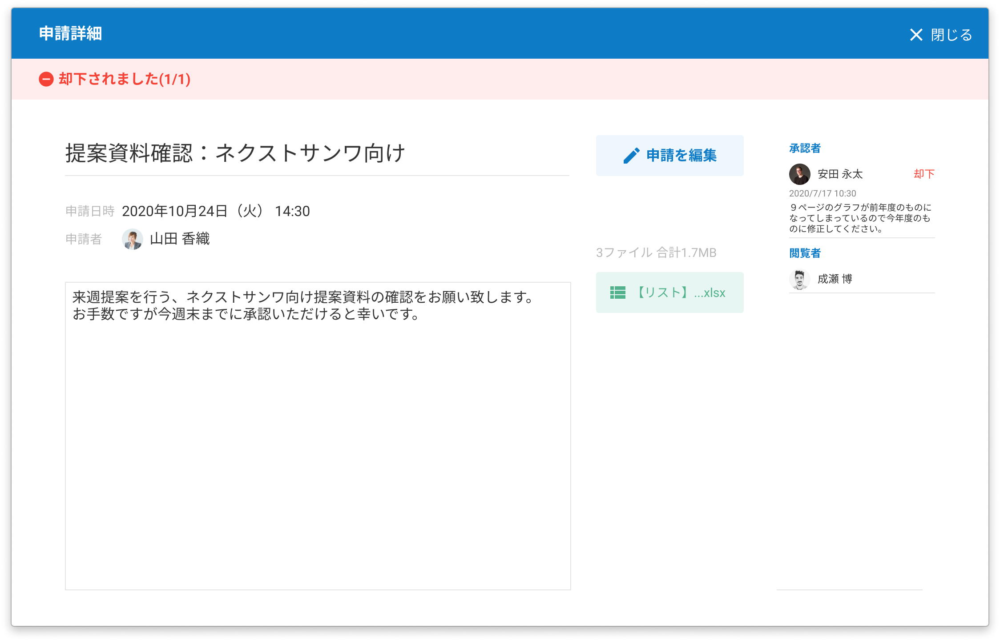 申請詳細
閉じる
却下されました(1/1)
提案資料確認：ネクストサンワ向け
申請日時 2020年10月24日（火） 14:30
申請者 山田 香織
来週提案を行う、ネクストサンワ向け提案資料の確認をお願い致します。
お手数ですが今週末までに承認いただけると幸いです。
申請を編集
3ファイル 合計1.7MB
【リスト】...xlsx
承認者
安田 永太 却下
2020/7/17 10:30
９ページのグラフが前年度のものに
なってしまっているので今年度のも
のに修正してください。
閲覧者
成瀬 博